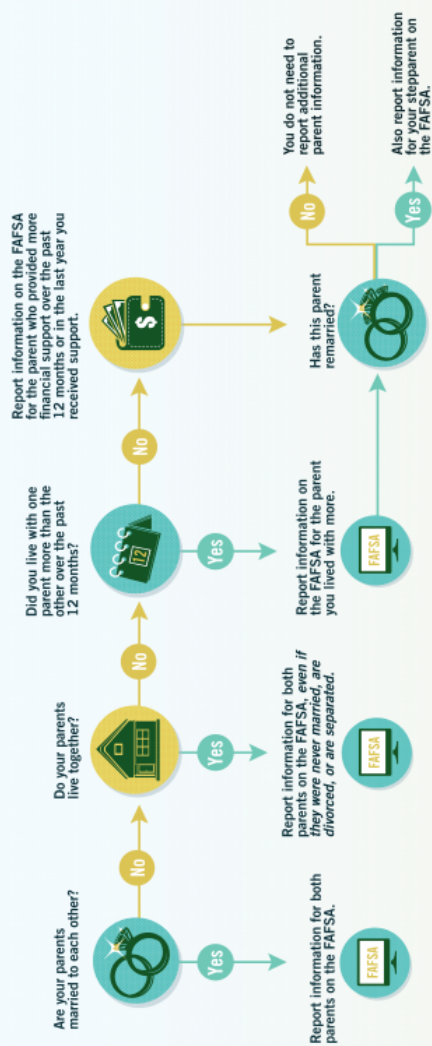 Are your parents
married to each other?
No
Yes
Report information for both
parents on the FAFSA.
FAFSA
Do your parents
live together?
No
Yes
Report information for both
parents on the FAFSA, even if
they were never married, are
divorced, or are separated.
FAFSA
Did you live with one
parent more than the
other over the past
12 months?
12
No
Yes
Report information on
the FAFSA for the parent
you lived with more.
FAFSA
Report information on the FAFSA
for the parent who provided more
financial support over the past
12 months or in the last year you
received support.
$
Has this parent
remarried?
No
You do not need to
report additional
parent information.
Yes
Also report information
for your stepparent on
the FAFSA.